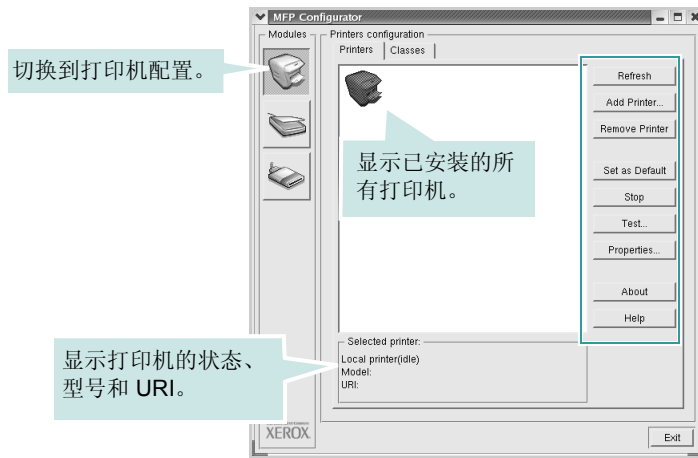 MFP Configurator
Modules
Printers configuration
Printers
Classes
切换到打印机配置。
显示已安装的所
有打印机。
Refresh
Add Printer...
Remove Printer
Set as Default
Stop
Test...
Properties...
About
Help
Selected printer:
Local printer(idle)
Model:
URI:
显示打印机的状态、
型号和 URI。
XEROX
Exit